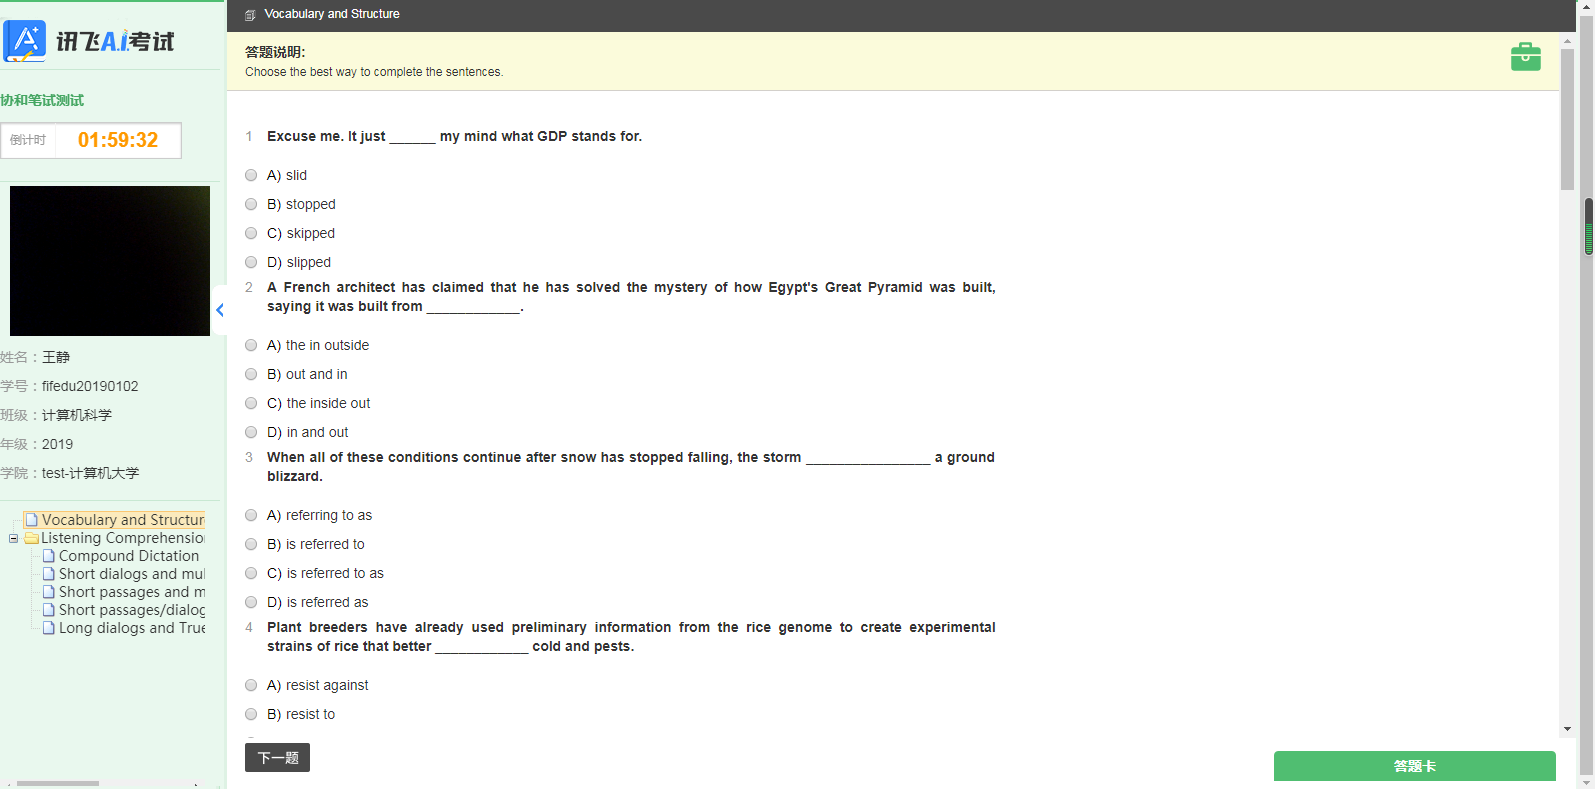 Vocabulary and Structure
讯飞A.I.考试
答题说明:
Choose the best way to complete the sentences.
协和笔试测试
倒计时 01:59:32
姓名：王静
学号：fifedu20190102
班级：计算机科学
年级：2019
学院：test-计算机大学
Vocabulary and Structur
Listening Comprehensio
Compound Dictation
Short dialogs and mul
Short passages and m
Short passages/dialog
Long dialogs and True
1 Excuse me. It just ______ my mind what GDP stands for.
A) slid
B) stopped
C) skipped
D) slipped
2 A French architect has claimed that he has solved the mystery of how Egypt's Great Pyramid was built,
saying it was built from ____________.
A) the in outside
B) out and in
C) the inside out
D) in and out
3 When all of these conditions continue after snow has stopped falling, the storm ________________ a ground
blizzard.
A) referring to as
B) is referred to
C) is referred to as
D) is referred as
4 Plant breeders have already used preliminary information from the rice genome to create experimental
strains of rice that better ____________ cold and pests.
A) resist against
B) resist to
下一题
答题卡